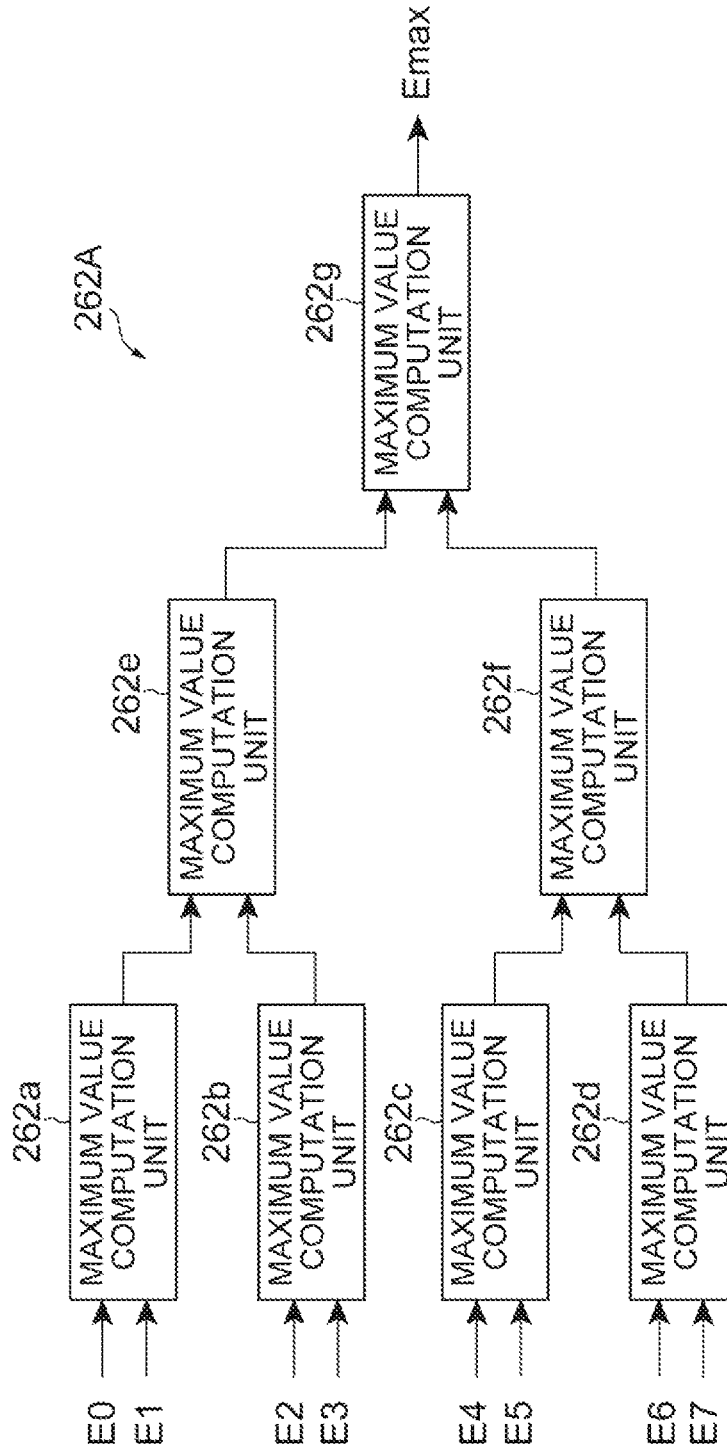 262A
E0
E1
262a
MAXIMUM VALUE
COMPUTATION
UNIT
E2
E3
262b
MAXIMUM VALUE
COMPUTATION
UNIT
E4
E5
262c
MAXIMUM VALUE
COMPUTATION
UNIT
E6
E7
262d
MAXIMUM VALUE
COMPUTATION
UNIT
262e
MAXIMUM VALUE
COMPUTATION
UNIT
262f
MAXIMUM VALUE
COMPUTATION
UNIT
262g
MAXIMUM VALUE
COMPUTATION
UNIT
Emax